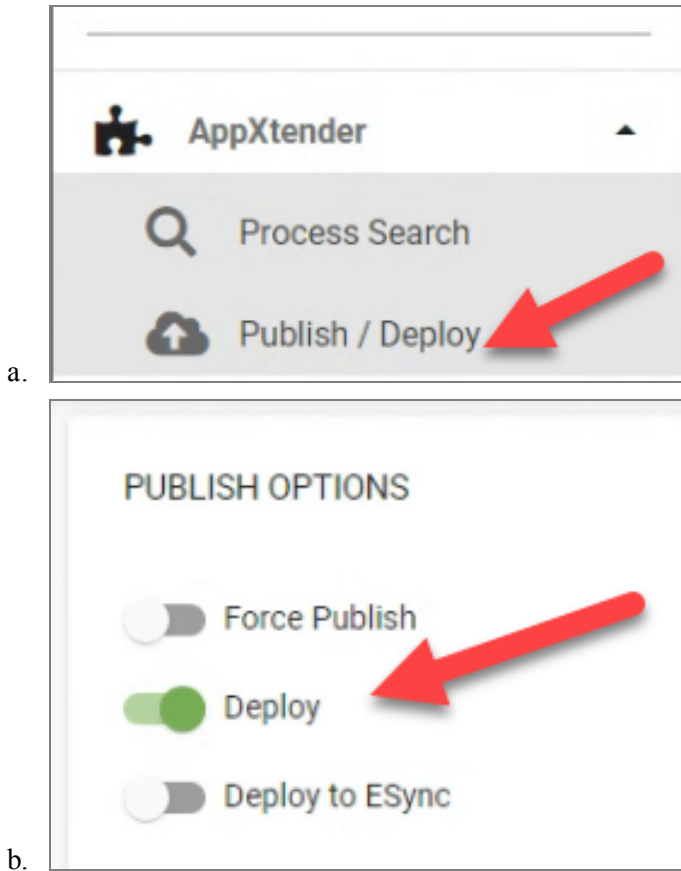 AppXtender
Process Search
Publish / Deploy
a.
PUBLISH OPTIONS
Force Publish
Deploy
Deploy to ESync
b.